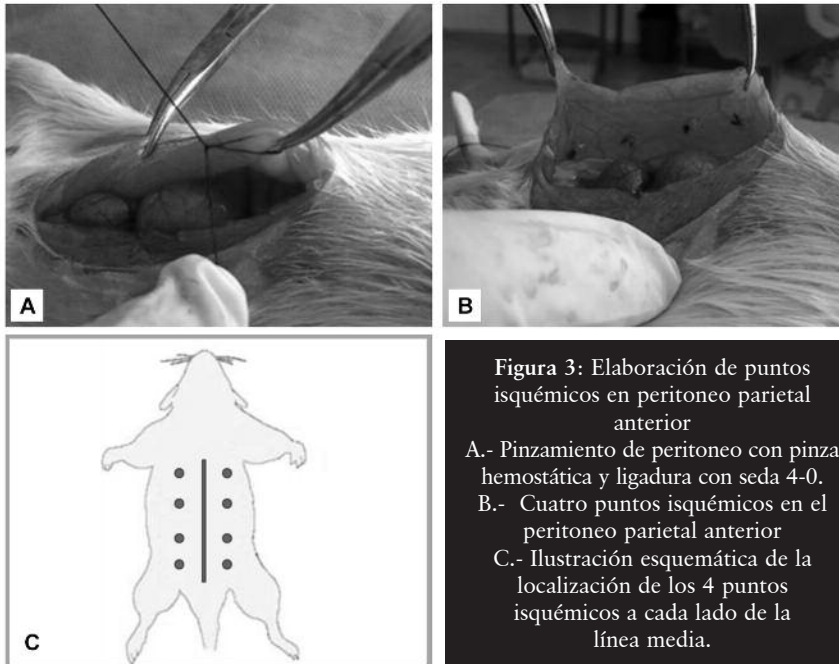 A
B
C
Figura 3: Elaboración de puntos
isquémicos en peritoneo parietal
anterior
A.- Pinzamiento de peritoneo con pinza
hemostática y ligadura con seda 4-0.
B.- Cuatro puntos isquémicos en el
peritoneo parietal anterior
C.- Ilustración esquemática de la
localización de los 4 puntos
isquémicos a cada lado de la
línea media.